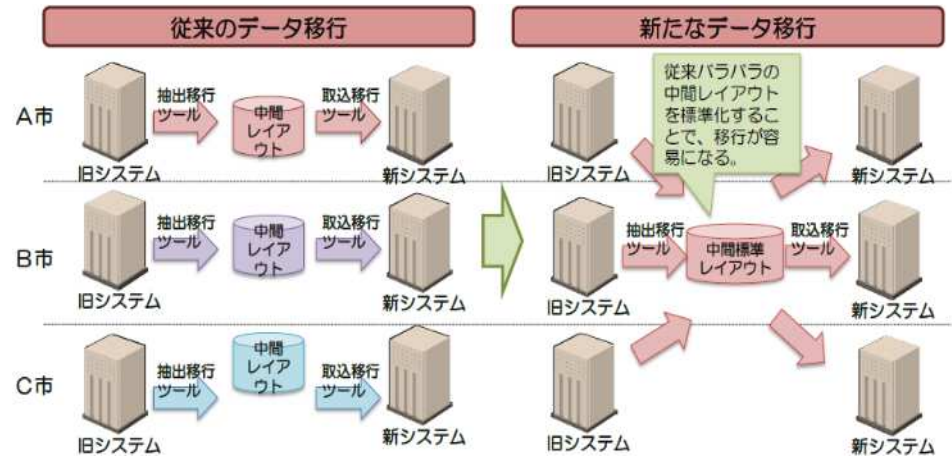 従来のデータ移行
新たなデータ移行
A市
抽出移行
ツール
中間
レイア
ウト
取込移行
ツール
旧システム
新システム
従来バラバラの
中間レイアウト
を標準化するこ
とで、移行が容
易になる。
旧システム
新システム
B市
抽出移行
ツール
中間
レイア
ウト
取込移行
ツール
旧システム
新システム
抽出移行
ツール
中間標準
レイアウト
取込移行
ツール
旧システム
新システム
C市
抽出移行
ツール
中間
レイア
ウト
取込移行
ツール
旧システム
新システム
旧システム
新システム